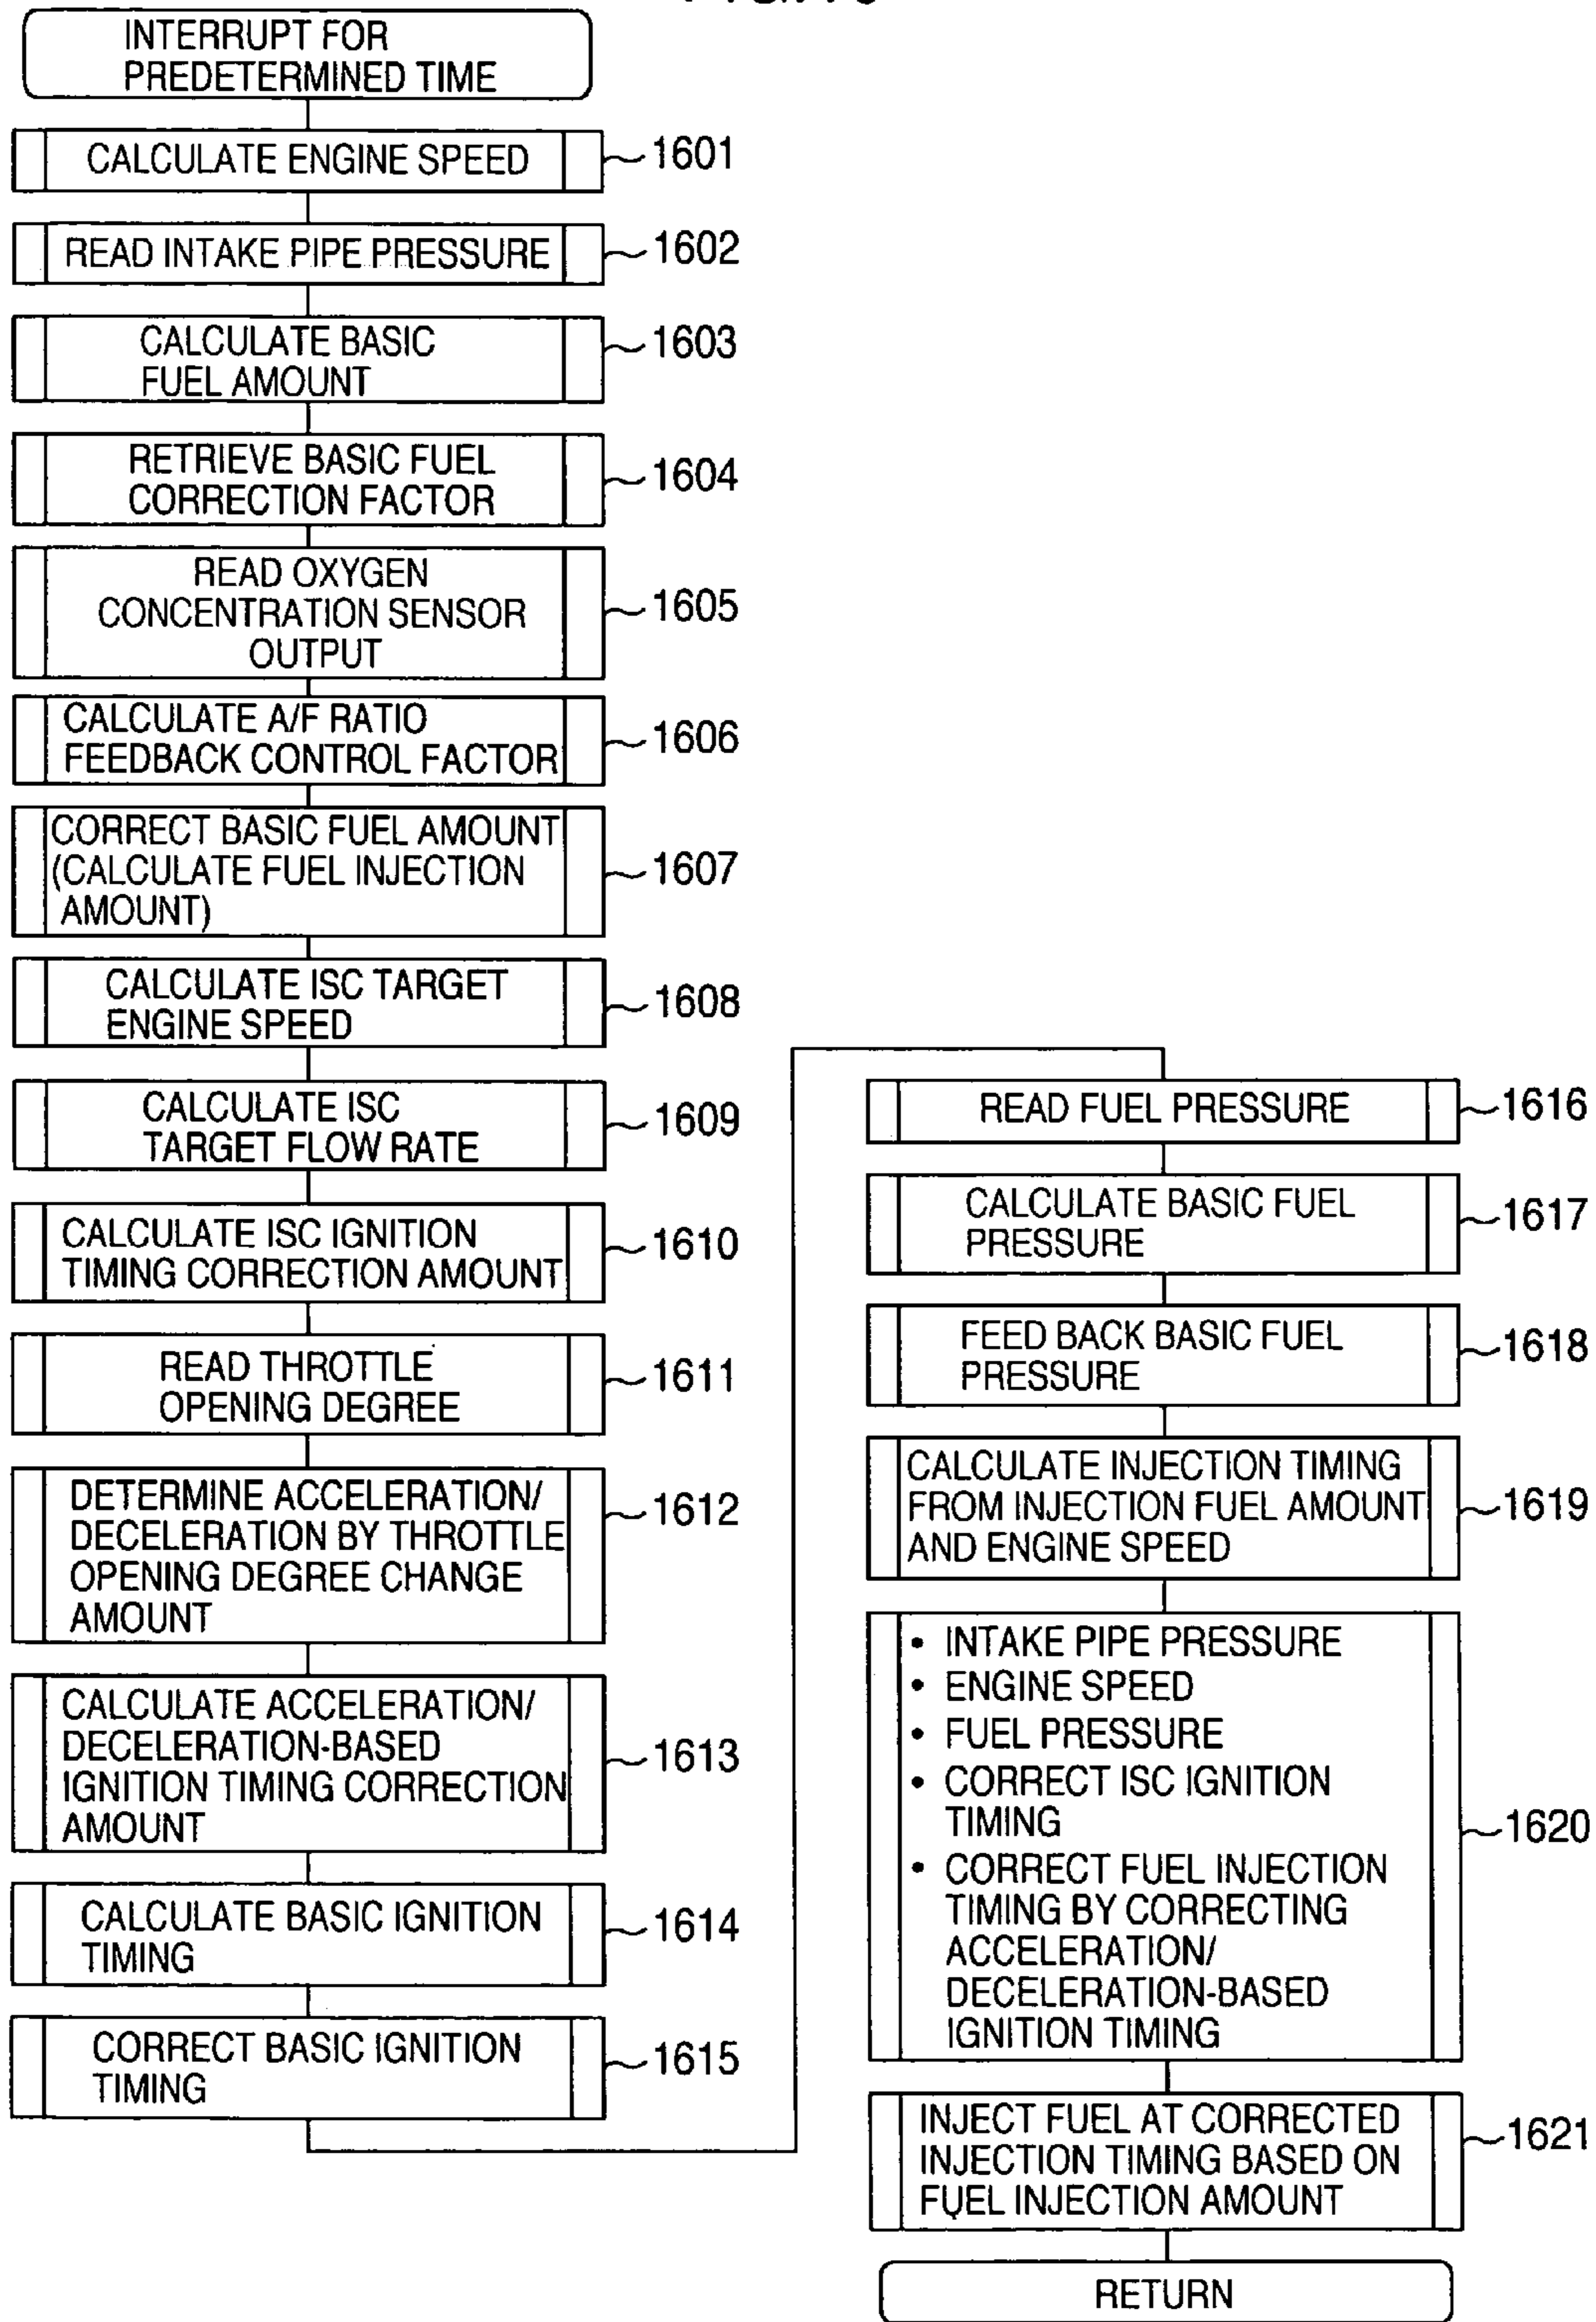 INTERRUPT FOR
PREDETERMINED TIME
CALCULATE ENGINE SPEED
1601
READ INTAKE PIPE PRESSURE
1602
CALCULATE BASIC
FUEL AMOUNT
1603
RETRIEVE BASIC FUEL
CORRECTION FACTOR
1604
READ OXYGEN
CONCENTRATION SENSOR
OUTPUT
1605
CALCULATE A/F RATIO
FEEDBACK CONTROL FACTOR
1606
CORRECT BASIC FUEL AMOUNT
(CALCULATE FUEL INJECTION
AMOUNT)
1607
CALCULATE ISC TARGET
ENGINE SPEED
1608
CALCULATE ISC
TARGET FLOW RATE
1609
CALCULATE ISC IGNITION
TIMING CORRECTION AMOUNT
1610
READ THROTTLE
OPENING DEGREE
1611
DETERMINE ACCELERATION/
DECELERATION BY THROTTLE
OPENING DEGREE CHANGE
AMOUNT
1612
CALCULATE ACCELERATION/
DECELERATION-BASED
IGNITION TIMING CORRECTION
AMOUNT
1613
CALCULATE BASIC IGNITION
TIMING
1614
CORRECT BASIC IGNITION
TIMING
1615
READ FUEL PRESSURE
1616
CALCULATE BASIC FUEL
PRESSURE
1617
FEED BACK BASIC FUEL
PRESSURE
1618
CALCULATE INJECTION TIMING
FROM INJECTION FUEL AMOUNT
AND ENGINE SPEED
1619
• INTAKE PIPE PRESSURE
• ENGINE SPEED
• FUEL PRESSURE
• CORRECT ISC IGNITION
TIMING
• CORRECT FUEL INJECTION
TIMING BY CORRECTING
ACCELERATION/
DECELERATION-BASED
IGNITION TIMING
1620
INJECT FUEL AT CORRECTED
INJECTION TIMING BASED ON
FUEL INJECTION AMOUNT
1621
RETURN